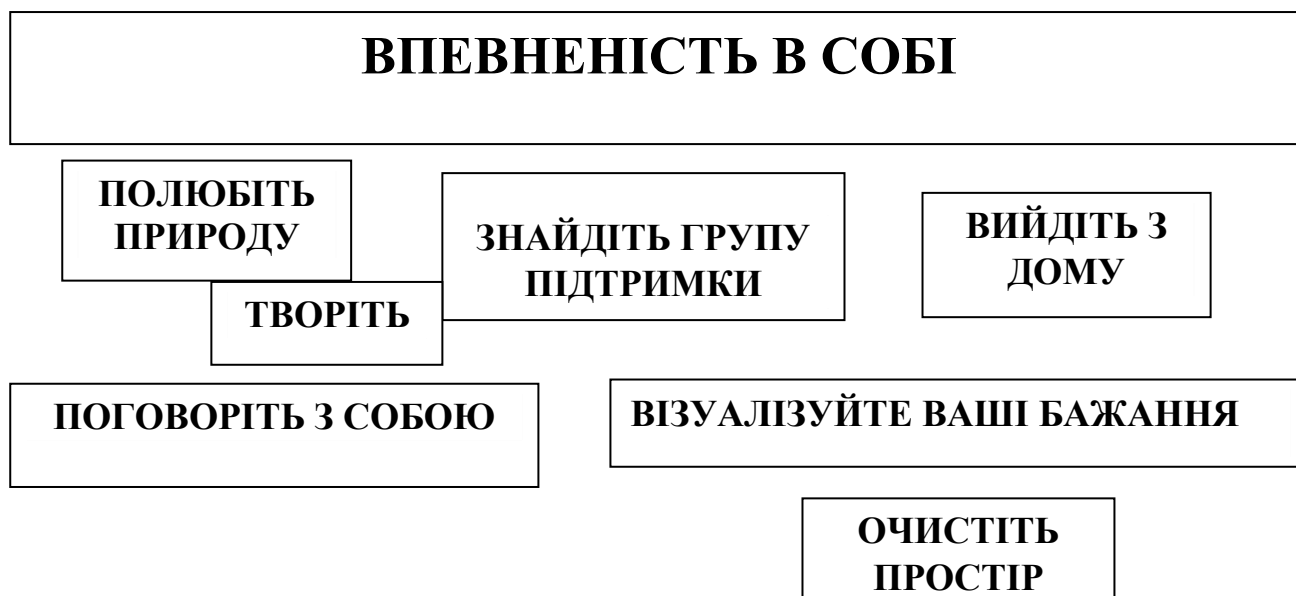 ВПЕВНЕНІСТЬ В СОБІ
ПОЛЮБІТЬ
ПРИРОДУ
ЗНАЙДІТЬ ГРУПУ
ПІДТРИМКИ
ВИЙДІТЬ З
ДОМУ
ТВОРІТЬ
ПОГОВОРІТЬ З СОБОЮ
ВІЗУАЛІЗУЙТЕ ВАШІ БАЖАННЯ
ОЧИСТІТЬ
ПРОСТІР